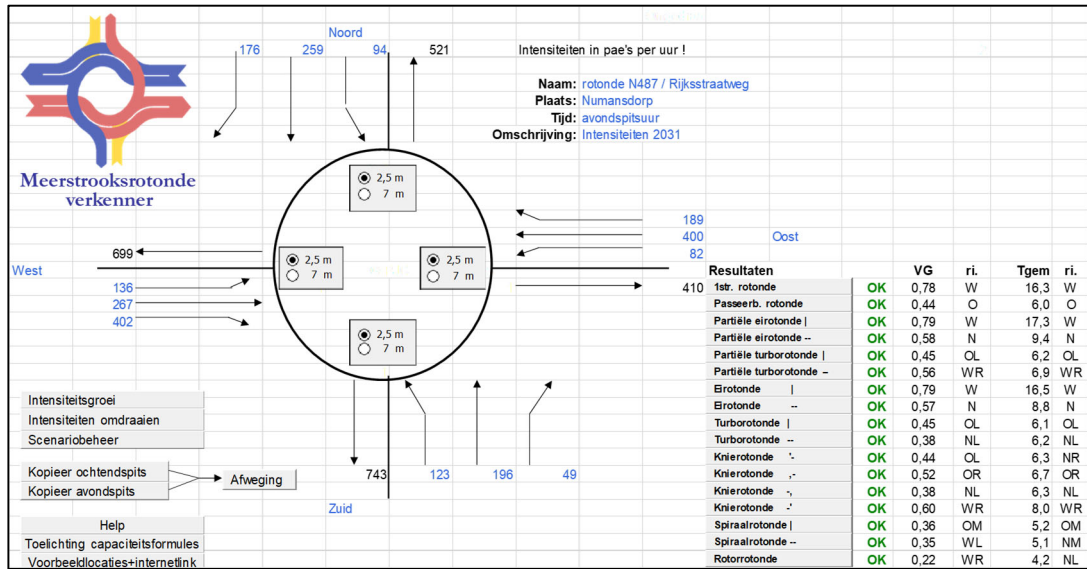 Noord
176 259 94 521
Intensiteiten in pae's per uur !
Naam: rotonde N487 / Rijksstraatweg
Plaats: Numansdorp
Tijd: avondspitsuur
Omschrijving: Intensiteiten 2031
Meerstrooksrotonde
verkenner
2,5 m
7 m
189
400 Oost
82
699
2,5 m
7 m
2,5 m
7 m
West
136
267
402
410
2,5 m
7 m
743 123 196 49
Zuid
Intensiteitsgroei
Intensiteiten omdraaien
Scenariobeheer
Kopieer ochtendspits
Kopieer avondspits
Afweging
Help
Toelichting capaciteitsformules
Voorbeeldlocaties+internetlink
Resultaten VG ri. Tgem ri.
1str. rotonde OK 0,78 W 16,3 W
Passeerb. rotonde OK 0,44 O 6,0 O
Partiële eirotonde | OK 0,79 W 17,3 W
Partiële eirotonde -- OK 0,58 N 9,4 N
Partiële turborotonde | OK 0,45 OL 6,2 OL
Partiële turborotonde -- OK 0,56 WR 6,9 WR
Eirotonde | OK 0,79 W 16,5 W
Eirotonde -- OK 0,57 N 8,8 N
Turborotonde | OK 0,45 OL 6,1 OL
Turborotonde -- OK 0,38 NL 6,2 NL
Knierotonde '- OK 0,44 OL 6,3 NR
Knierotonde ,- OK 0,52 OR 6,7 OR
Knierotonde -, OK 0,38 NL 6,3 NL
Knierotonde -' OK 0,60 WR 8,0 WR
Spiraalrotonde | OK 0,36 OM 5,2 OM
Spiraalrotonde -- OK 0,35 WL 5,1 NM
Rotorrotonde OK 0,22 WR 4,2 NL